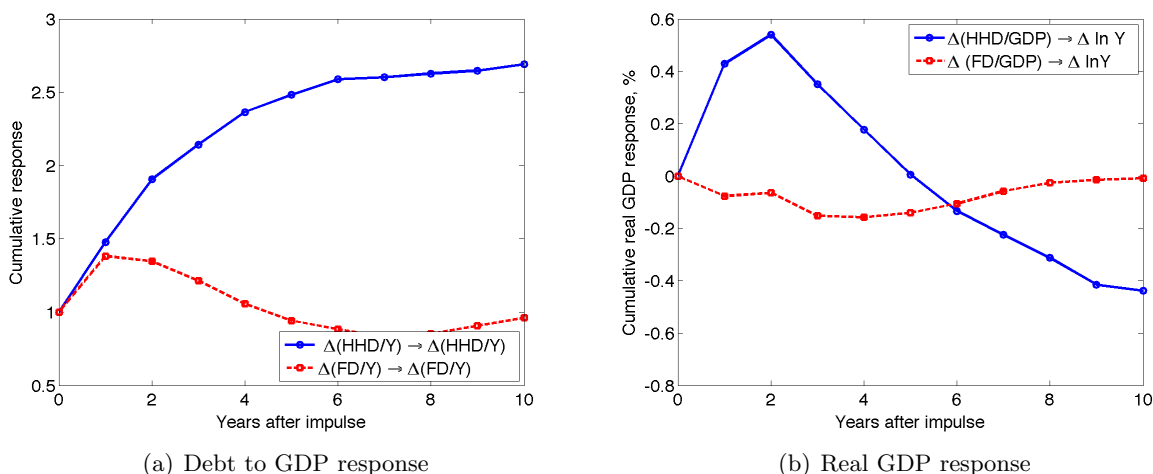 3
2.5
2
1.5
1
0.5
0 2 4 6 8 10
Cumulative response
Years after impulse
Δ(HHD/Y) → Δ(HHD/Y)
Δ(FD/Y) → Δ(FD/Y)
(a) Debt to GDP response
0.6
0.4
0.2
0
-0.2
-0.4
-0.6
-0.8
0 2 4 6 8 10
Cumulative real GDP response, %
Years after impulse
Δ(HHD/GDP) → Δ ln Y
Δ (FD/GDP) → Δ lnY
(b) Real GDP response